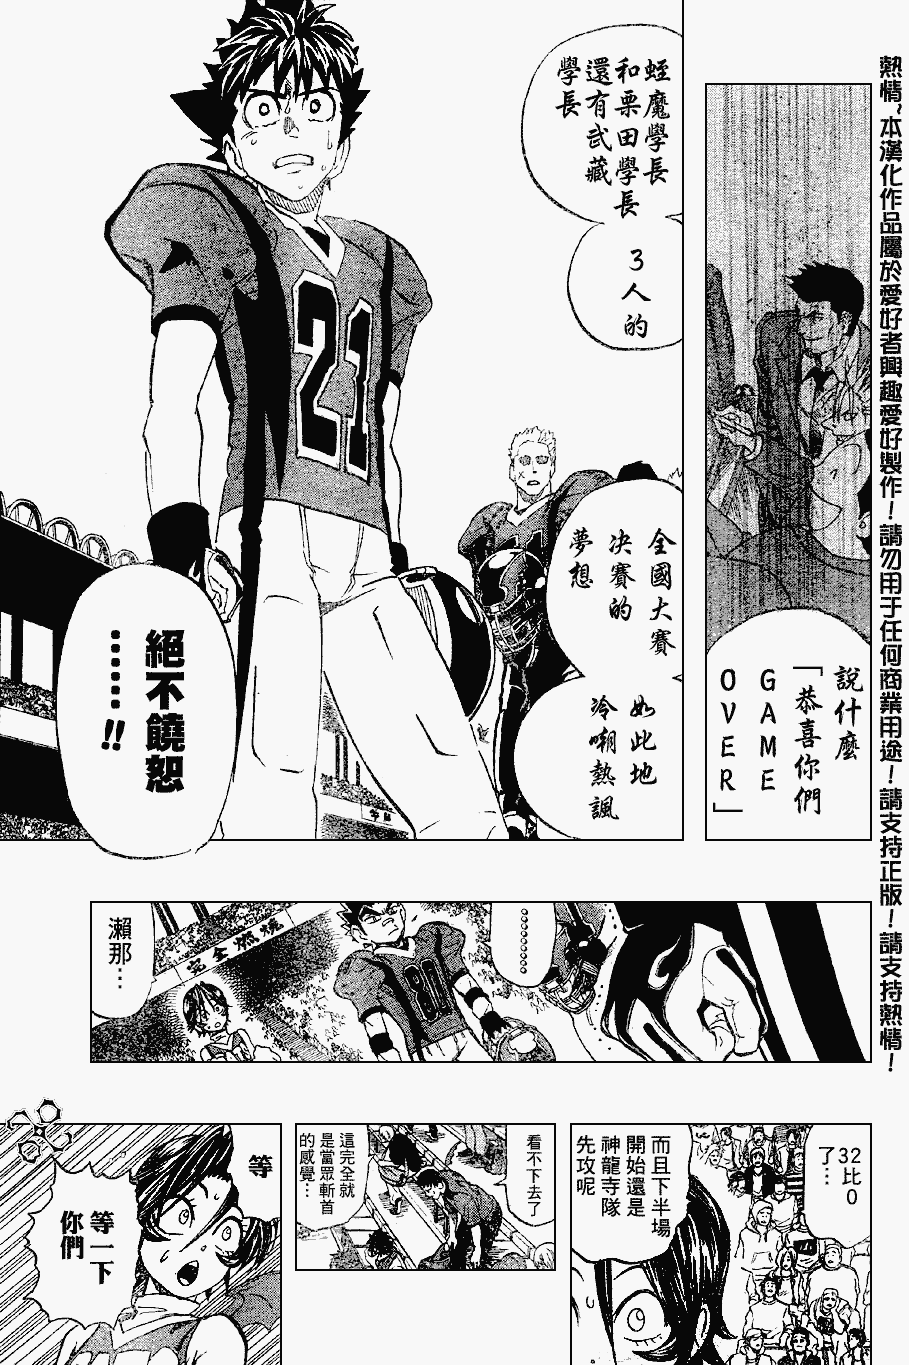 熱情~本漢化作品屬於愛好者興趣愛好製作！請勿用于任何商業用途！請支持正版！請支持熱情！
說什麼
「恭喜你們
GAME
OVER」
蛭魔學長
和栗田學長
還有武藏
學長
3人的
全國大賽
決賽的
夢想
如此地
冷嘲熱諷
21
絕不饒恕
……!!
………
80
完全燃燒
瀨那…
32比0
了…
而且下半場
開始還是
神龍寺隊
先攻呢
看不下去了
這完全就
是當眾斬首
的感覺…
等
等一下
你們